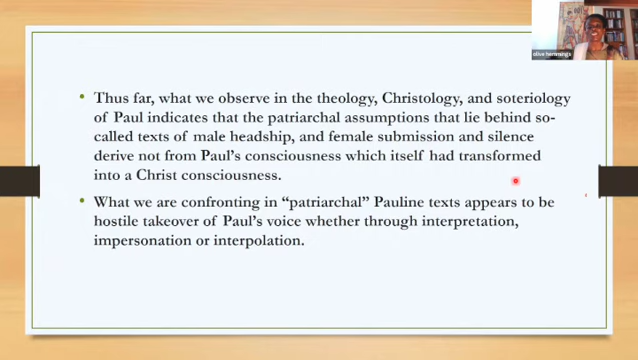 olive hemmings
• Thus far, what we observe in the theology, Christology, and soteriology
of Paul indicates that the patriarchal assumptions that lie behind so-
called texts of male headship, and female submission and silence
derive not from Paul's consciousness which itself had transformed
into a Christ consciousness.
• What we are confronting in “patriarchal” Pauline texts appears to be
hostile takeover of Paul's voice whether through interpretation,
impersonation or interpolation.